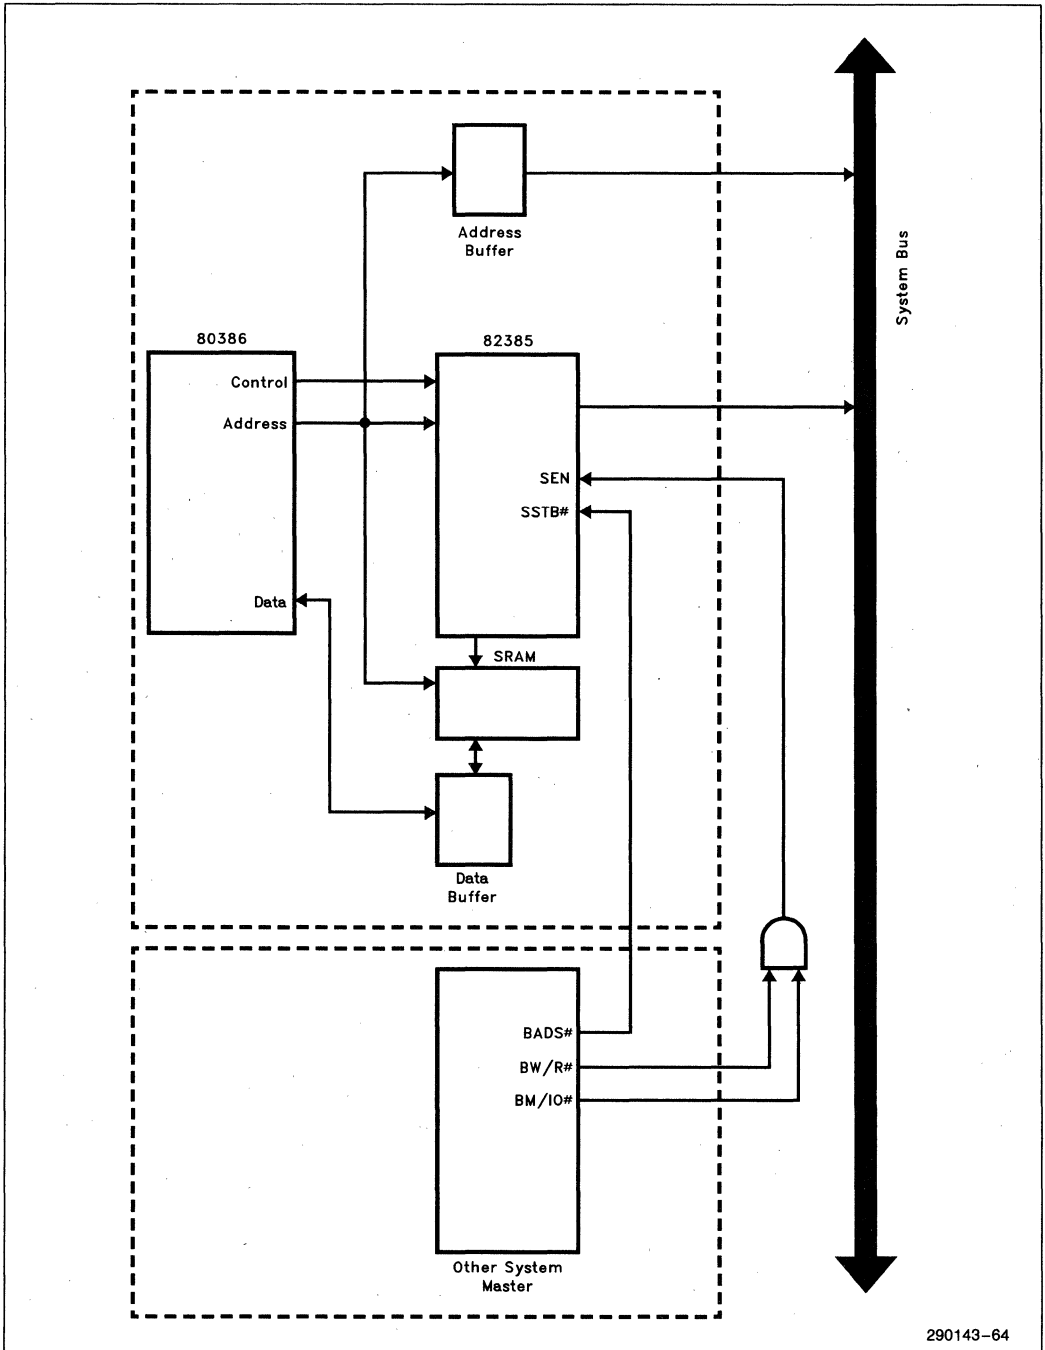 Address
Buffer
System Bus
80386
82385
Control
Address
SEN
SSTB#
Data
SRAM
Data
Buffer
BADS#
BW/R#
BM/IO#
Other System
Master
290143-64